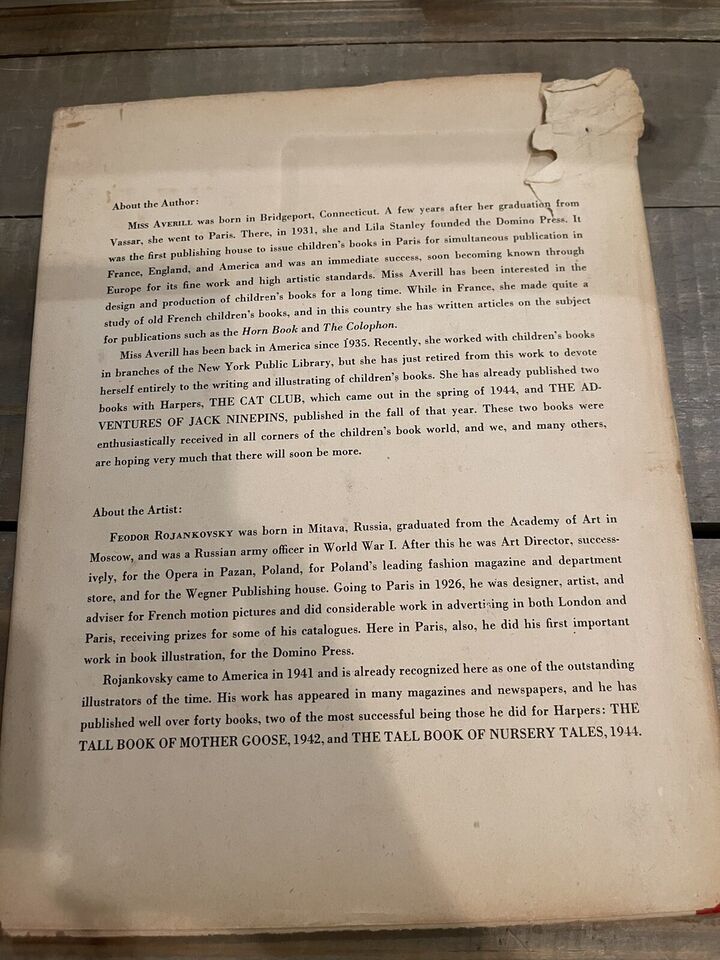 About the Author:
MISS AVERILL was born in Bridgeport, Connecticut. A few years after her graduation from
Vassar, she went to Paris. There, in 1931, she and Lila Stanley founded the Domino Press. It
was the first publishing house to issue children's books in Paris for simultaneous publication in
France, England, and America and was an immediate success, soon becoming known through
Europe for its fine work and high artistic standards. Miss Averill has been interested in the
design and production of children's books for a long time. While in France, she made quite a
study of old French children's books, and in this country she has written articles on the subject
for publications such as the Horn Book and The Colophon.
Miss Averill has been back in America since 1935. Recently, she worked with children's books
in branches of the New York Public Library, but she has just retired from this work to devote
herself entirely to the writing and illustrating of children's books. She has already published two
books with Harpers, THE CAT CLUB, which came out in the spring of 1944, and THE AD-
VENTURES OF JACK NINEPINS, published in the fall of that year. These two books were
enthusiastically received in all corners of the children's book world, and we, and many others,
are hoping very much that there will soon be more.
About the Artist:
FEODOR ROJANKOVSKY was born in Mitava, Russia, graduated from the Academy of Art in
Moscow, and was a Russian army officer in World War I. After this he was Art Director, success-
ively, for the Opera in Pazan, Poland, for Poland's leading fashion magazine and department
store, and for the Wegner Publishing house. Going to Paris in 1926, he was designer, artist, and
adviser for French motion pictures and did considerable work in advertising in both London and
Paris, receiving prizes for some of his catalogues. Here in Paris, also, he did his first important
work in book illustration, for the Domino Press.
Rojankovsky came to America in 1941 and is already recognized here as one of the outstanding
illustrators of the time. His work has appeared in many magazines and newspapers, and he has
published well over forty books, two of the most successful being those he did for Harpers: THE
TALL BOOK OF MOTHER GOOSE, 1942, and THE TALL BOOK OF NURSERY TALES, 1944.